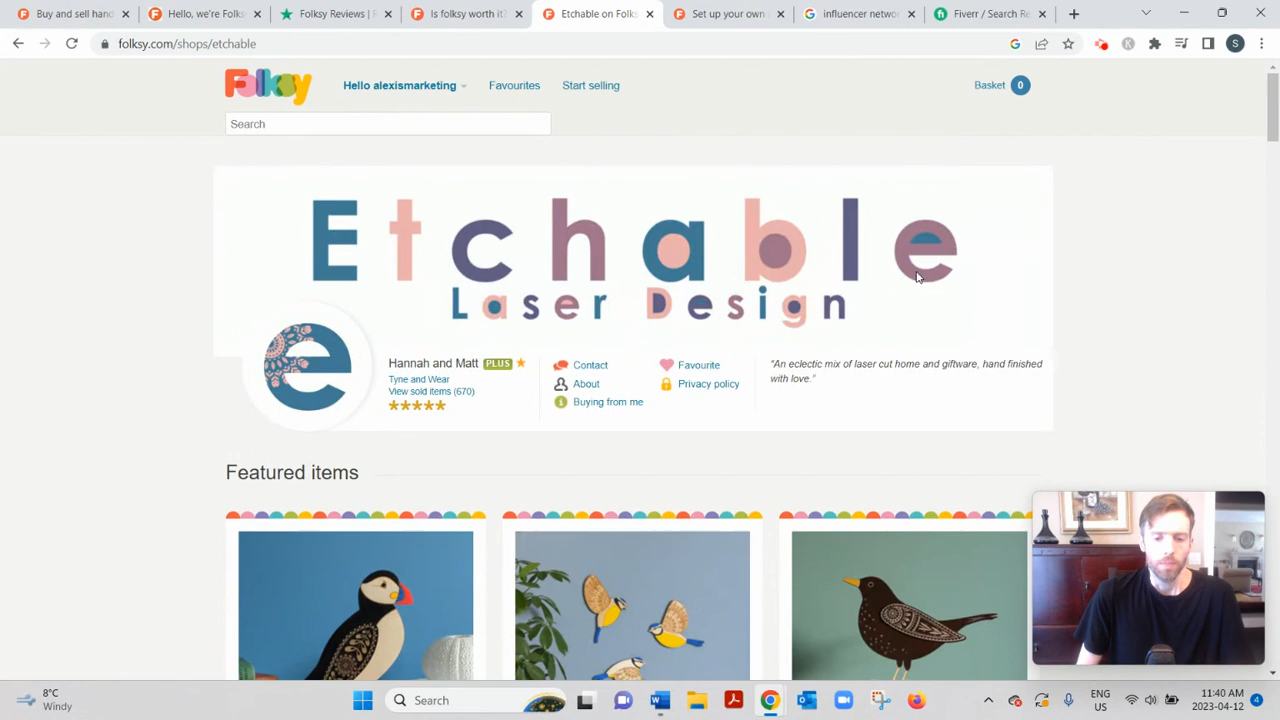 Buy and sell hand
Hello, we're Folks
Folksy Reviews | R
Is folksy worth it?
Etchable on Folks
Set up your own
influencer netwo
Fiverr / Search Re
folksy.com/shops/etchable
S
Folksy
Hello alexismarketing
Favourites
Start selling
Basket 0
Search
Etchable
Laser Design
e
Hannah and Matt PLUS
Tyne and Wear
View sold items (670)
Contact
About
Buying from me
Favourite
Privacy policy
"An eclectic mix of laser cut home and giftware, hand finished
with love."
Featured items
8°C
Windy
Search
ENG
US
11:40 AM
2023-04-12
4